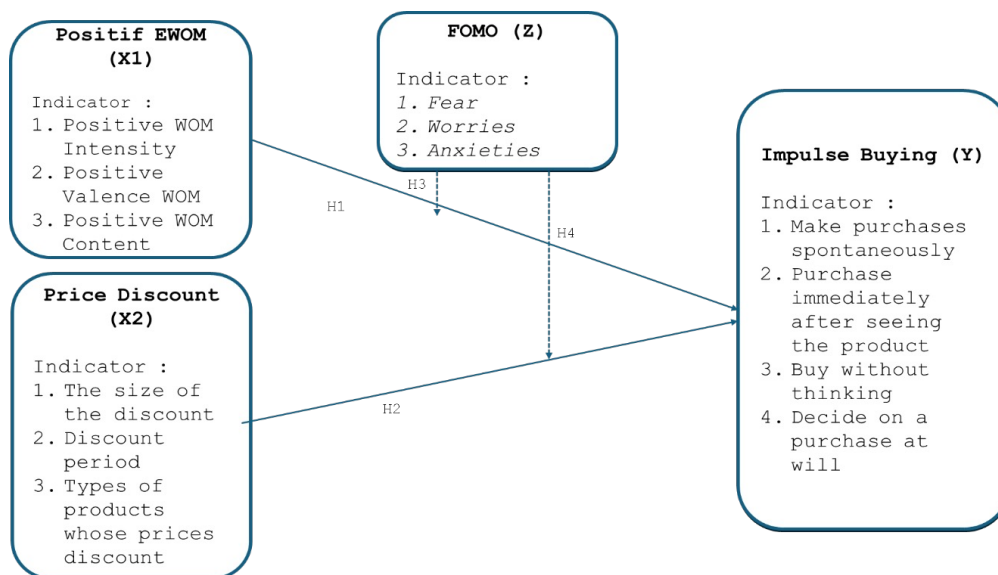 Positif EWOM
(X1)
Indicator :
1. Positive WOM
Intensity
2. Positive
Valence WOM
3. Positive WOM
Content
FOMO (Z)
Indicator :
1. Fear
2. Worries
3. Anxieties
H3
H1
H4
Price Discount
(X2)
Indicator :
1. The size of
the discount
2. Discount
period
3. Types of
products
whose prices
discount
H2
Impulse Buying (Y)
Indicator :
1. Make purchases
spontaneously
2. Purchase
immediately
after seeing
the product
3. Buy without
thinking
4. Decide on a
purchase at
will